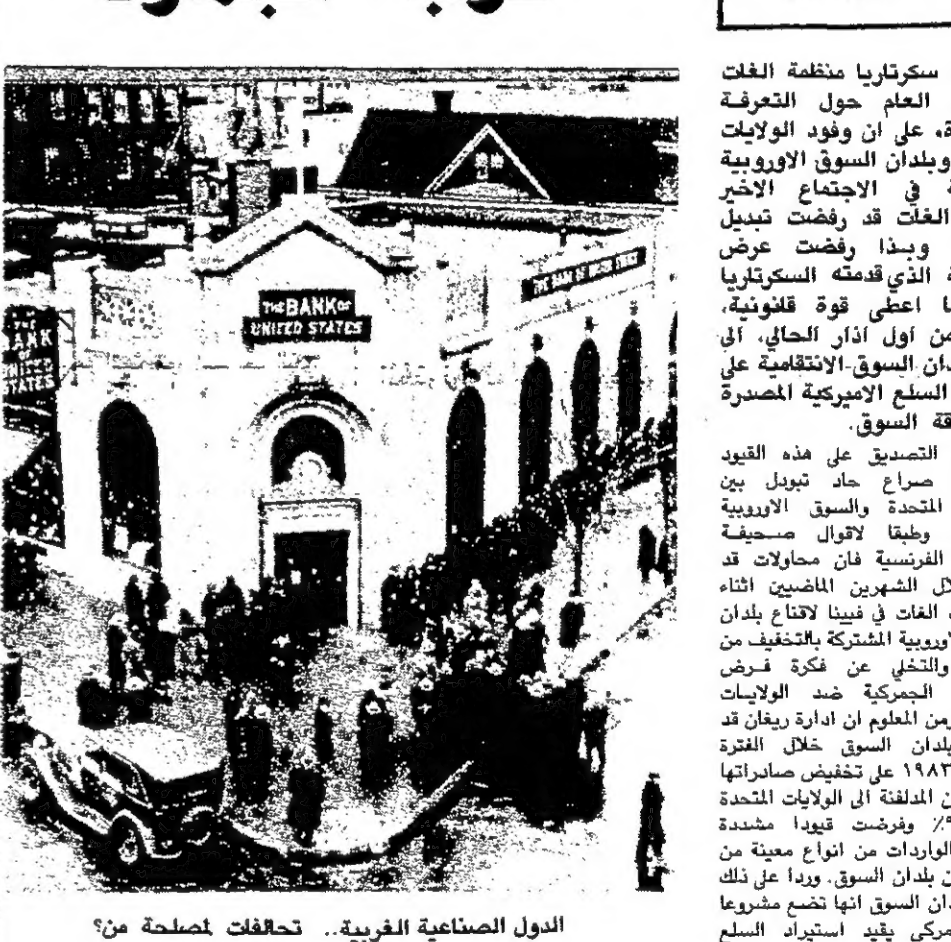 سكرتاريا منظمة الغات
العام حول التعرفة
على ان وفود الولايات
وبلدان السوق الاوروبية
في الاجتماع الاخير
الغات قد رفضت تبديل
وبذا رفضت عرض
الذي قدمته السكرتاريا
اعطى قوة قانونية،
من اول اذار الحالي، الى
السوق الانتقامية على
السلع الاميركية المصدرة
السوق.
التصديق على هذه القيود
صراع حاد تبودل بين
المتحدة والسوق الاوروبية
وطبقا لاقوال صحيفة
الفرنسية فان محاولات قد
الشهرين الماضيين اثناء
الغات في فيينا لاقناع بلدان
المشتركة بالتخفيف من
والتخلي عن فكرة فرض
الجمركية ضد الولايات
ومن المعلوم ان ادارة ريغان قد
بلدان السوق خلال الفترة
١٩٨٣ على تخفيض صادراتها
المدلفنة الى الولايات المتحدة
٪ وفرضت قيودا مشددة
الواردات من انواع معينة من
بلدان السوق. وردا على ذلك
السوق انها تضع مشروعا
يقيد استيراد السلع
THE BANK OF
UNITED STATES
THE BANK OF UNITED STATES
THE
BANK
OF
UNITED
STATES
الدول الصناعية الغربية.. تحالفات لمصلحة من؟